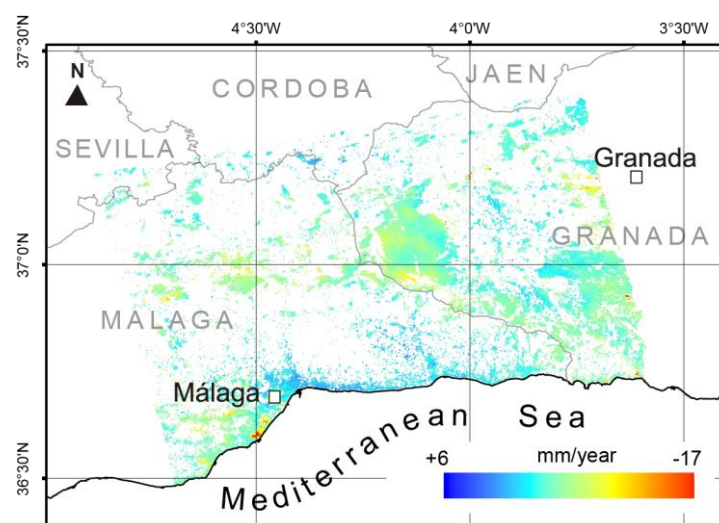 4°30'W 4°0'W 3°30'W
37°30'N
N
JAEN
CORDOBA
SEVILLA
Granada
37°0'N
GRANADA
MALAGA
Málaga
Mediterranean Sea
+6 mm/year -17
36°30'N